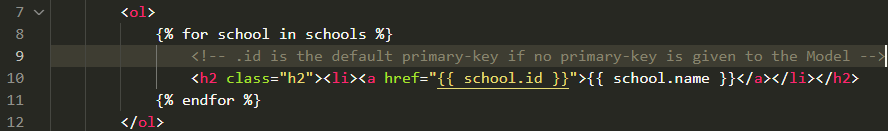 7 <ol>
8 {% for school in schools %}
9 <!-- .id is the default primary-key if no primary-key is given to the Model -->
10 <h2 class="h2"><li><a href="{{ school.id }}">{{ school.name }}</a></li></h2>
11 {% endfor %}
12 </ol>